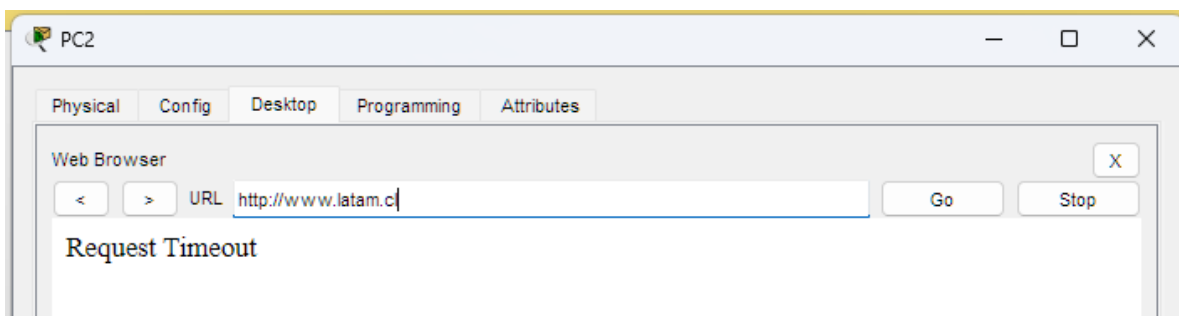 PC2
Physical Config Desktop Programming Attributes
Web Browser X
< > URL http://www.latam.cl Go Stop
Request Timeout